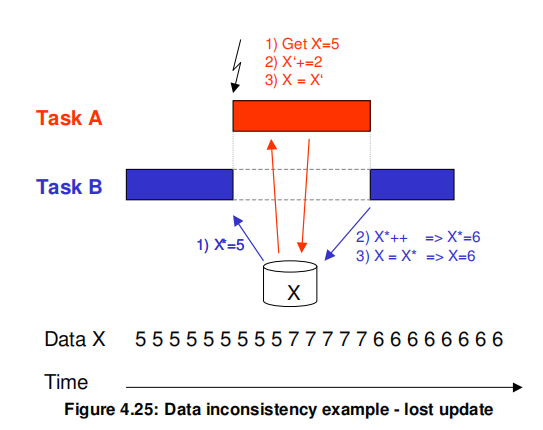 1) Get X‘=5
2) X‘+=2
3) X = X‘
Task A
Task B
1) X*=5
2) X*++ => X*=6
3) X = X* => X=6
X
Data X 5 5 5 5 5 5 5 5 5 7 7 7 7 7 6 6 6 6 6 6 6 6
Time
Figure 4.25: Data inconsistency example - lost update